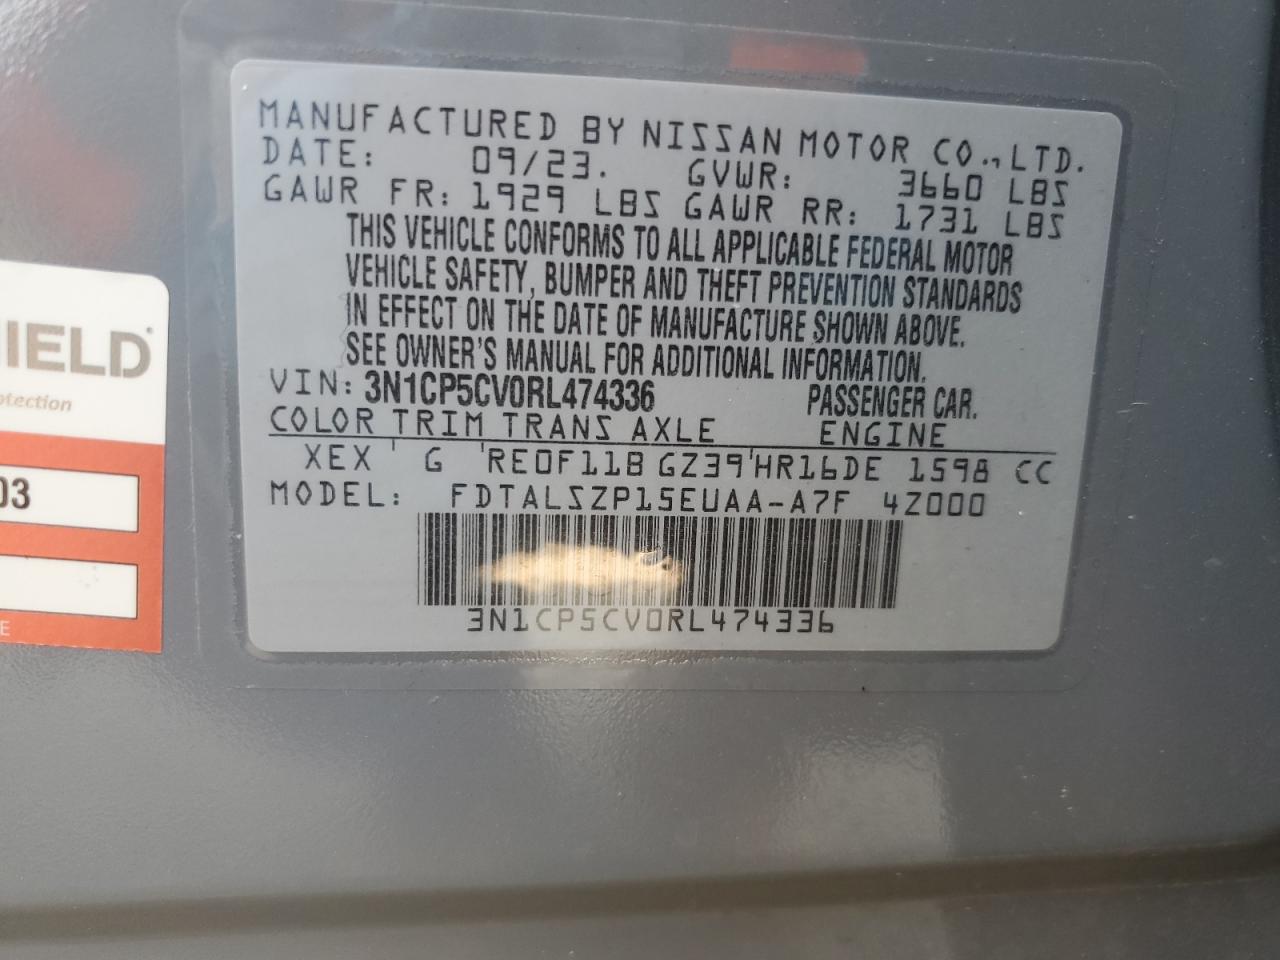 MANUFACTURED BY NISSAN MOTOR CO., LTD.
DATE: 09/23. GVWR: 3660 LBS
GAWR FR: 1929 LBS GAWR RR: 1731 LBS
THIS VEHICLE CONFORMS TO ALL APPLICABLE FEDERAL MOTOR
VEHICLE SAFETY, BUMPER AND THEFT PREVENTION STANDARDS
IN EFFECT ON THE DATE OF MANUFACTURE SHOWN ABOVE.
SEE OWNER'S MANUAL FOR ADDITIONAL INFORMATION.
VIN: 3N1CP5CV0RL474336 PASSENGER CAR.
COLOR TRIM TRANS AXLE ENGINE
XEX ' G 'RE0F11B GZ39'HR16DE 1598 CC
MODEL: FDTALSZP15EUAA-A7F 4Z000
3N1CP5CV0RL474336
IELD
otection
03
E